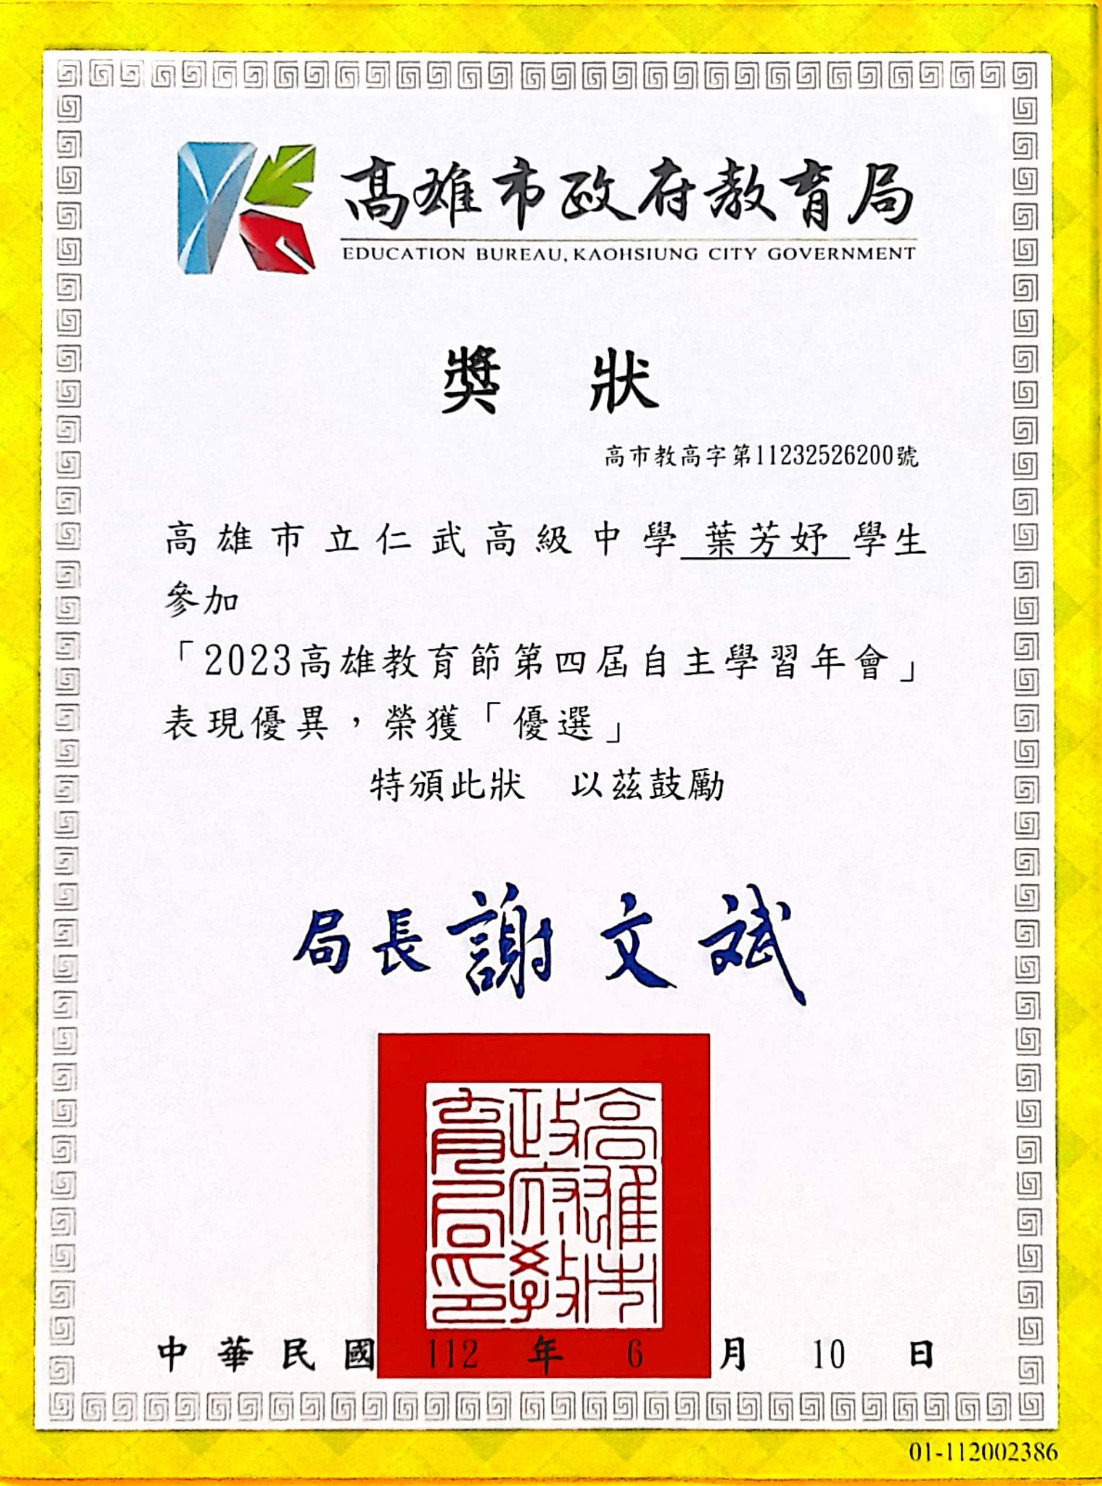 高雄市政府教育局
EDUCATION BUREAU, KAOHSIUNG CITY GOVERNMENT
獎狀
高市教高字第11232526200號
高雄市立仁武高級中學 葉芳妤 學生
參加
「2023高雄教育節第四屆自主學習年會」
表現優異，榮獲「優選」
特頒此狀 以茲鼓勵
局長 謝文斌
高雄市
政府教
育局印
中華民國 112 年 6 月 10 日
01-112002386